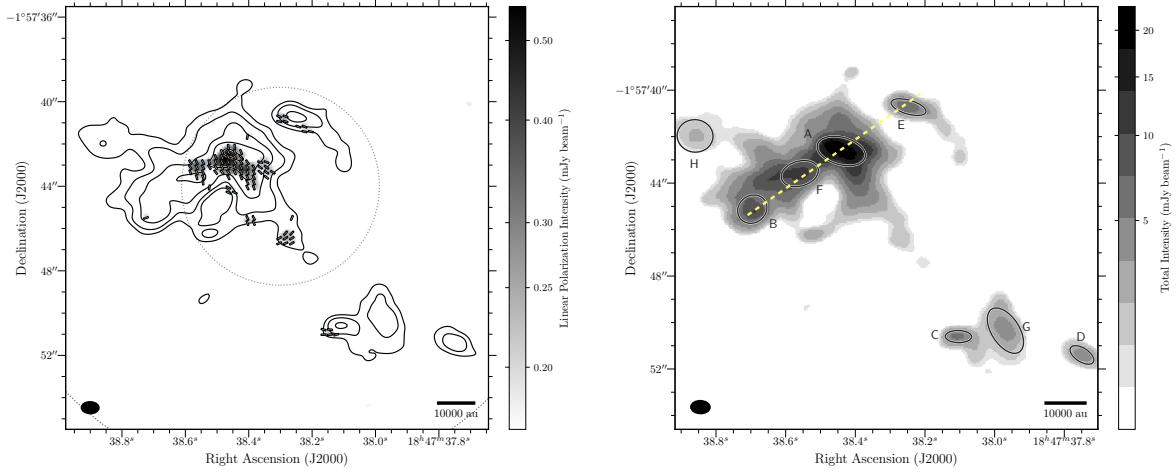 −1°57′36″
40″
44″
48″
52″
Declination (J2000)
38.8ˢ
38.6ˢ
38.4ˢ
38.2ˢ
38.0ˢ
18ʰ47ᵐ37.8ˢ
Right Ascension (J2000)
10000 au
0.50
0.40
0.30
0.25
0.20
Linear Polarization Intensity (mJy beam⁻¹)
−1°57′40″
44″
48″
52″
Declination (J2000)
A
B
C
D
E
F
G
H
38.8ˢ
38.6ˢ
38.4ˢ
38.2ˢ
38.0ˢ
18ʰ47ᵐ37.8ˢ
Right Ascension (J2000)
10000 au
20
15
10
5
Total Intensity (mJy beam⁻¹)